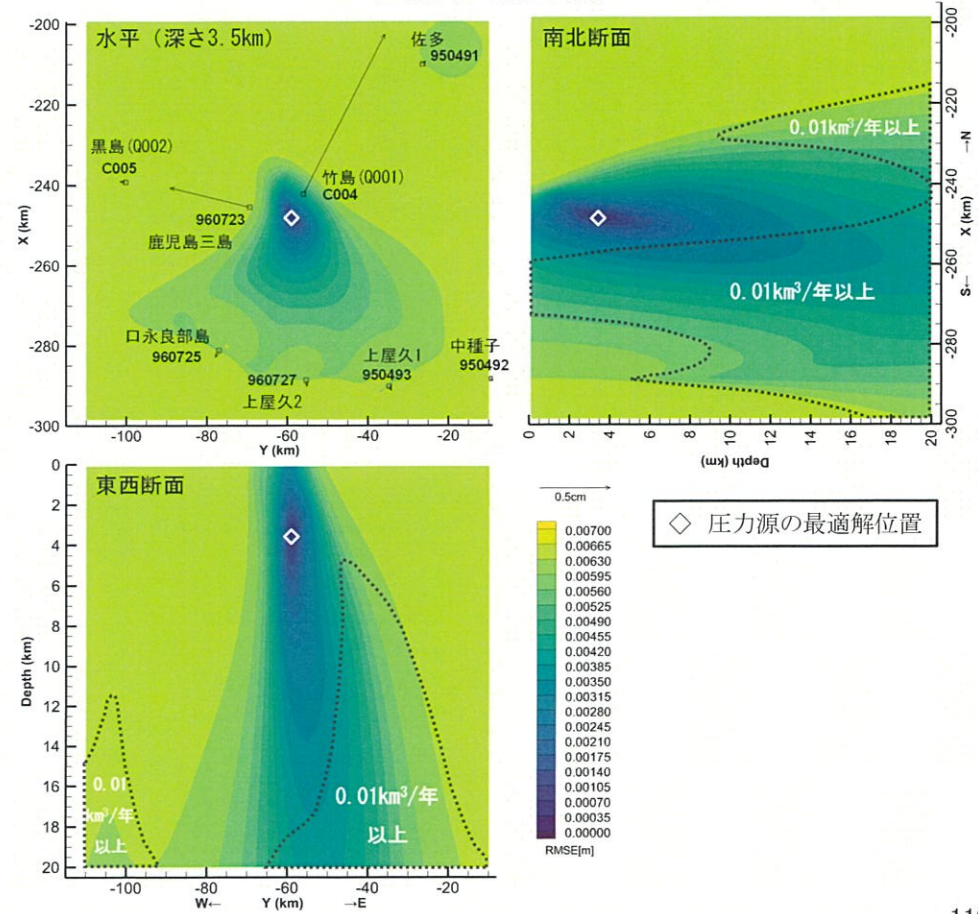 水平（深さ3.5km）
-200
-220
-240
-260
-280
-300
X (km)
-100
-80
-60
-40
-20
Y (km)
佐多
950491
黒島(Q002)
C005
竹島(Q001)
C004
960723
鹿児島三島
口永良部島
960725
960727
上屋久2
上屋久1
950493
中種子
950492
南北断面
0.01km³/年以上
0.01km³/年以上
-200
-220
-240
-260
-280
-300
S← X (km) →N
0
2
4
6
8
10
12
14
16
18
20
Depth (km)
東西断面
0
2
4
6
8
10
12
14
16
18
20
Depth (km)
0.01
km³/年
以上
0.01km³/年
以上
-100
-80
-60
-40
-20
W← Y (km) →E
0.5cm
0.00700
0.00665
0.00630
0.00595
0.00560
0.00525
0.00490
0.00455
0.00420
0.00385
0.00350
0.00315
0.00280
0.00245
0.00210
0.00175
0.00140
0.00105
0.00070
0.00035
0.00000
RMSE[m]
◇ 圧力源の最適解位置